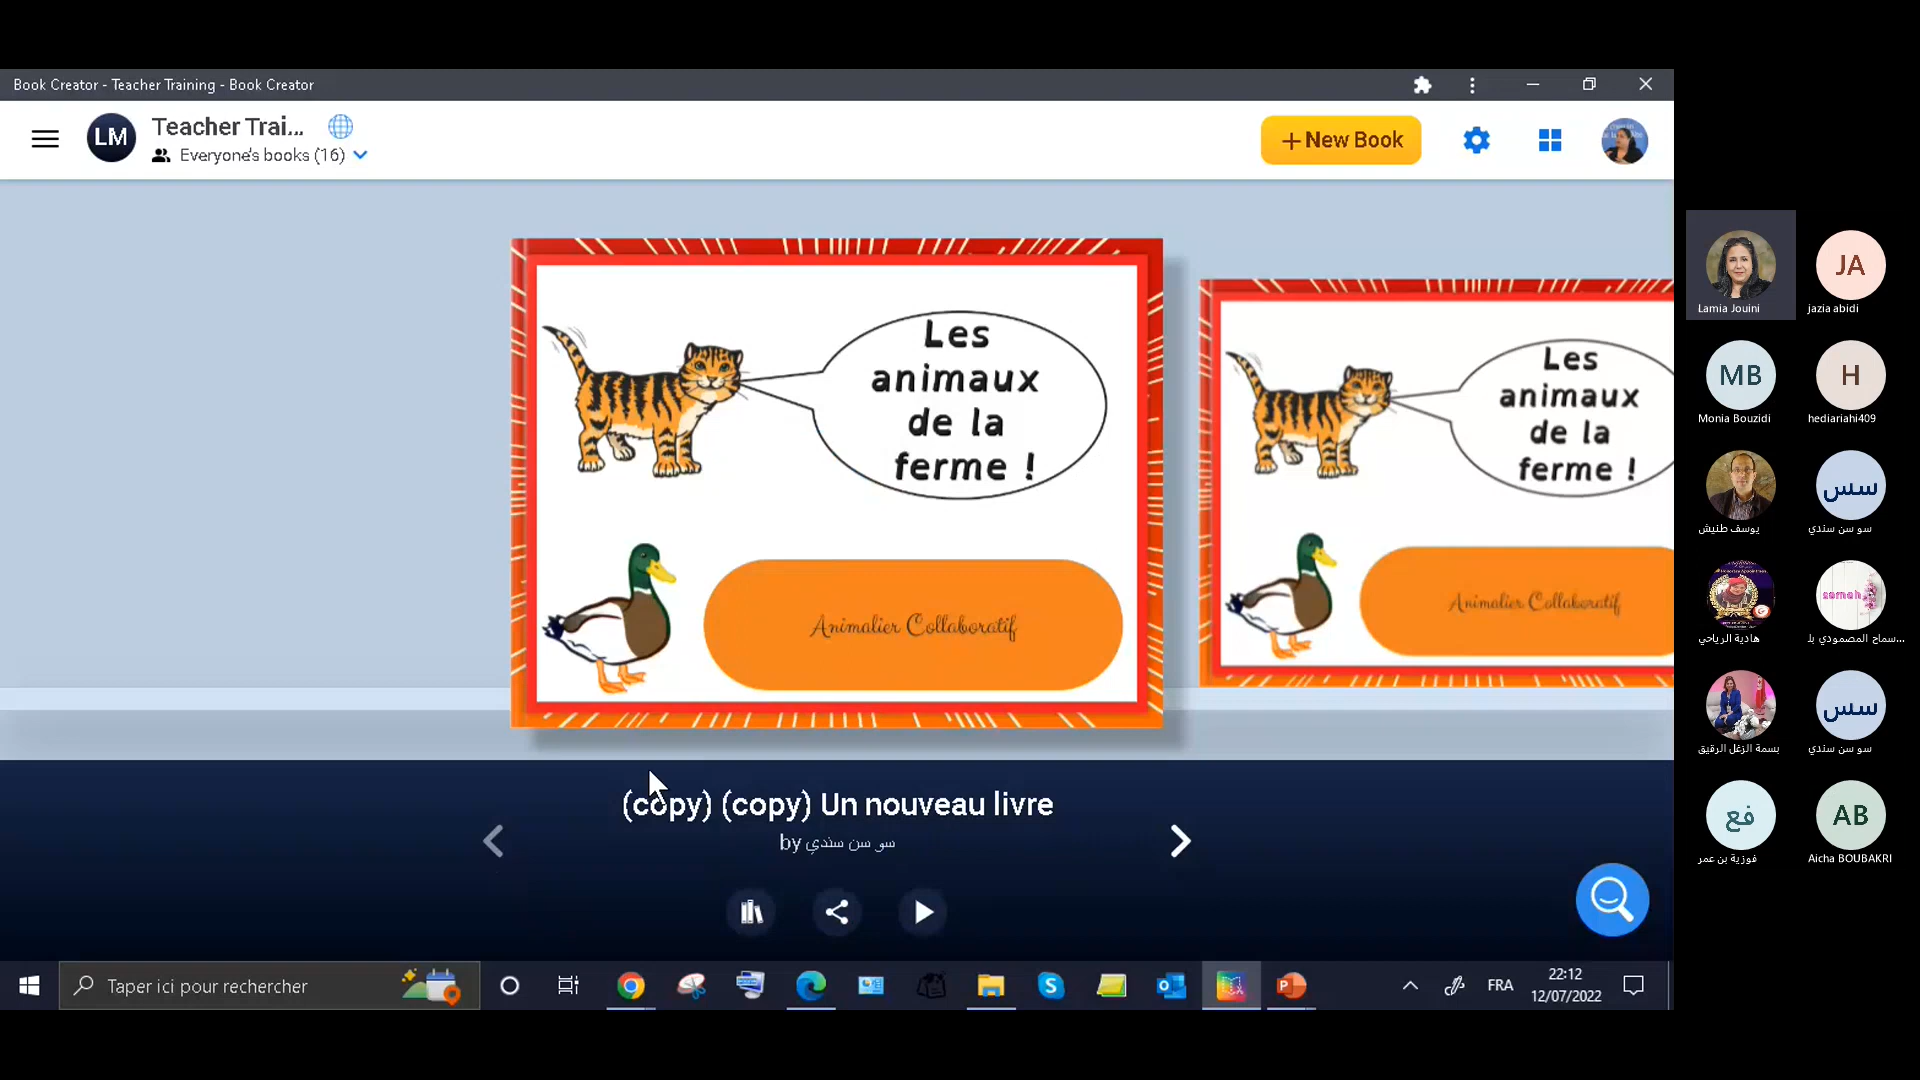 Book Creator - Teacher Training - Book Creator
LM
Teacher Trai...
Everyone's books (16)
+ New Book
Les
animaux
de la
ferme !
Animalier Collaboratif
Les
animaux
de la
ferme !
Animalier Collaboratif
(copy) (copy) Un nouveau livre
by سو سن سندي
Taper ici pour rechercher
FRA
22:12
12/07/2022
Lamia Jouini
JA
jazia abidi
MB
Monia Bouzidi
H
hediariahi409
يوسف طنيش
سس
سو سن سندي
هادية الرياحي
samah
سماح المصمودي بل...
بسمة الزغل الرقيق
سس
سو سن سندي
فع
فوزية بن عمر
AB
Aicha BOUBAKRI